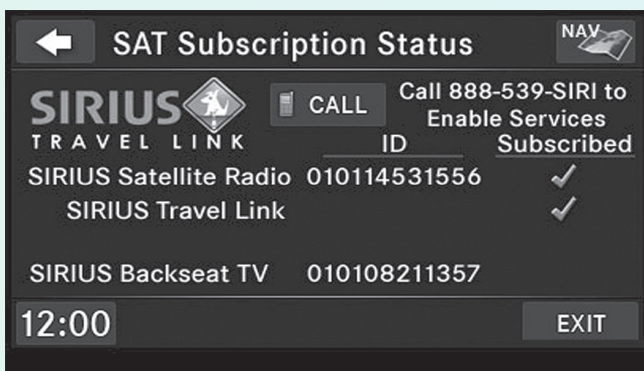 SAT Subscription Status
NAV
SIRIUS
TRAVEL LINK
CALL
Call 888-539-SIRI to
Enable Services
ID
Subscribed
SIRIUS Satellite Radio 010114531556
SIRIUS Travel Link
SIRIUS Backseat TV 010108211357
12:00
EXIT